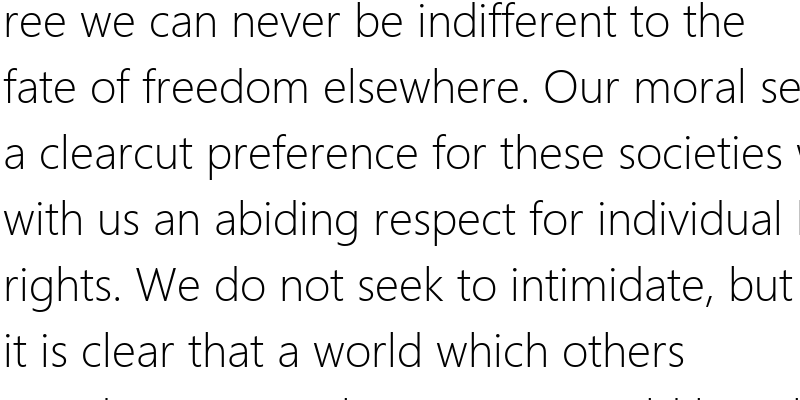 ree we can never be indifferent to the
fate of freedom elsewhere. Our moral se
a clearcut preference for these societies
with us an abiding respect for individual
rights. We do not seek to intimidate, but
it is clear that a world which others